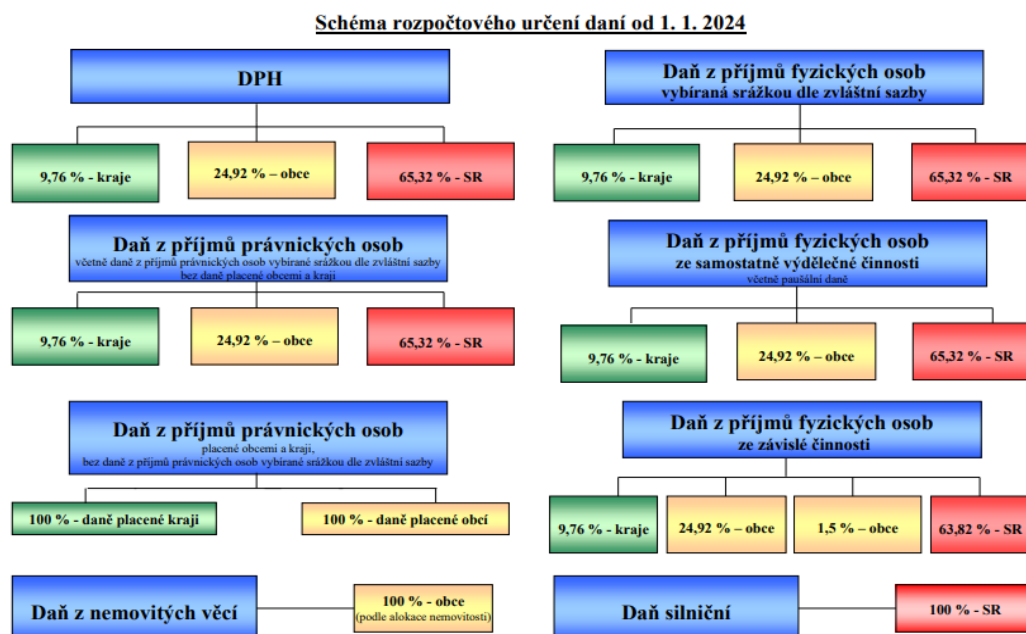 Schéma rozpočtového určení daní od 1. 1. 2024
DPH
9,76 % - kraje
24,92 % – obce
65,32 % - SR
Daň z příjmů fyzických osob
vybíraná srážkou dle zvláštní sazby
9,76 % - kraje
24,92 % – obce
65,32 % - SR
Daň z příjmů právnických osob
včetně daně z příjmů právnických osob vybírané srážkou dle zvláštní sazby
bez daně placené obcemi a kraji
9,76 % - kraje
24,92 % – obce
65,32 % - SR
Daň z příjmů fyzických osob
ze samostatně výdělečné činnosti
včetně paušální daně
9,76 % - kraje
24,92 % – obce
65,32 % - SR
Daň z příjmů právnických osob
placené obcemi a kraji,
bez daně z příjmů právnických osob vybírané srážkou dle zvláštní sazby
100 % - daně placené kraji
100 % - daně placené obcí
Daň z příjmů fyzických osob
ze závislé činnosti
9,76 % - kraje
24,92 % – obce
1,5 % – obce
63,82 % - SR
Daň z nemovitých věcí
100 % - obce
(podle alokace nemovitosti)
Daň silniční
100 % - SR